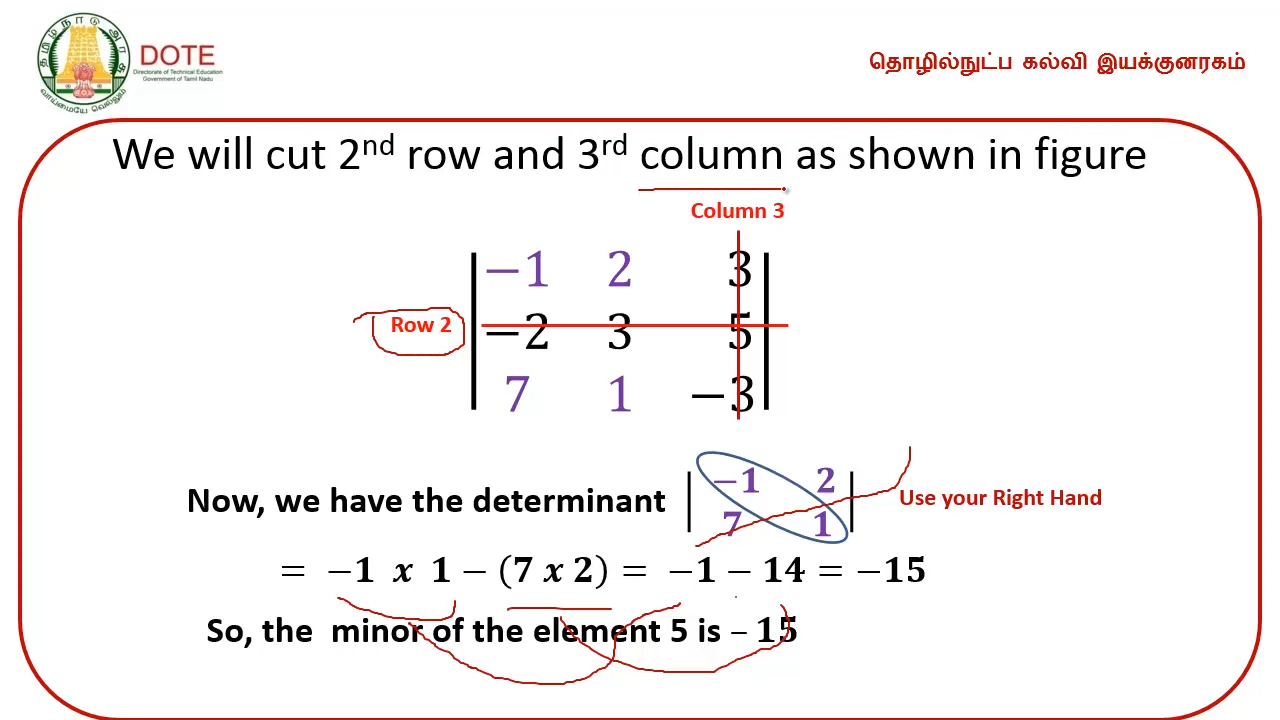 தமிழ்நாடு அரசு
வாய்மையே வெல்லும்
DOTE
Directorate of Technical Education
Government of Tamil Nadu
தொழில்நுட்ப கல்வி இயக்குனரகம்
We will cut 2nd row and 3rd column as shown in figure
Column 3
−1 2 3
Row 2 −2 3 5
7 1 −3
Now, we have the determinant −1 2
7 1
Use your Right Hand
= −1 x 1 − (7 x 2) = −1 − 14 = −15
So, the minor of the element 5 is – 15